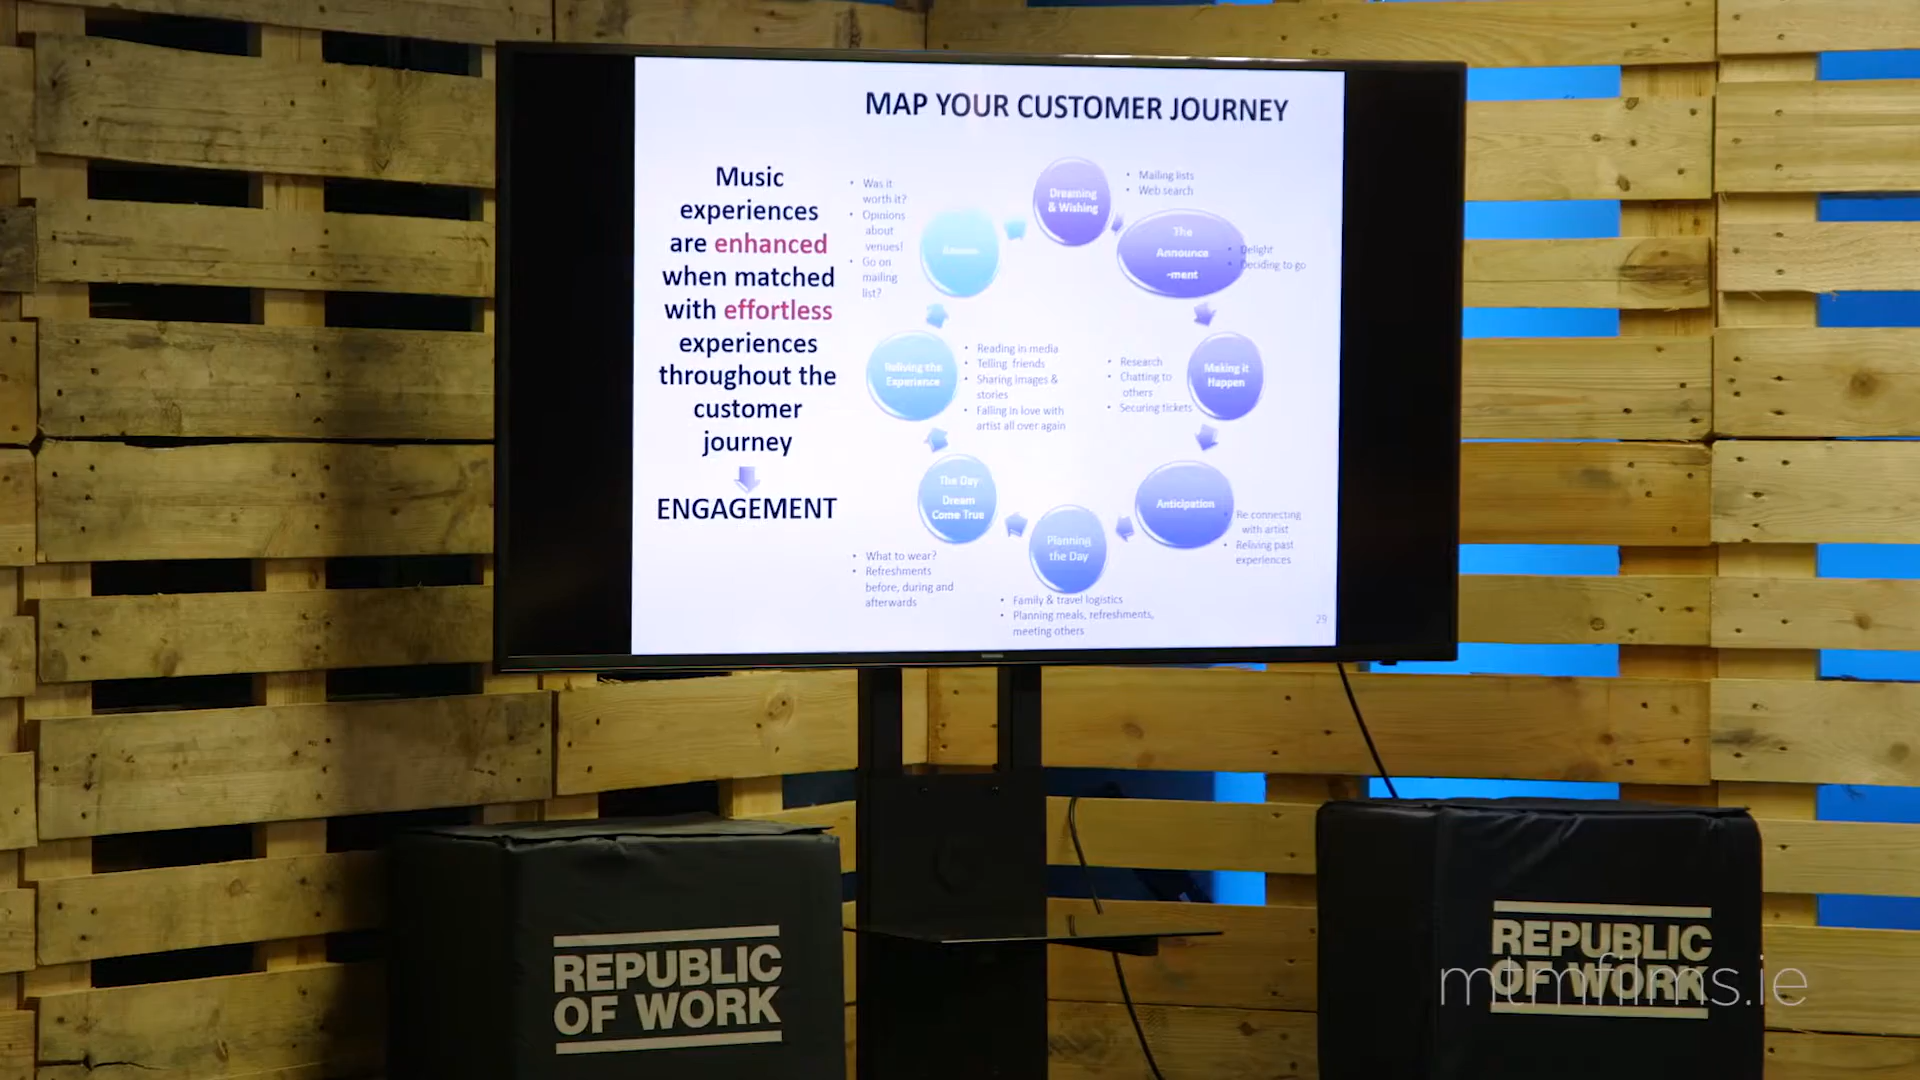 MAP YOUR CUSTOMER JOURNEY
Music
experiences
are enhanced
when matched
with effortless
experiences
throughout the
customer
journey
ENGAGEMENT
Dreaming
& Wishing
• Mailing lists
• Web search
The
Announce
-ment
• Delight
• Deciding to go
Making it
Happen
• Research
• Chatting to
others
• Securing tickets
Anticipation
• Re connecting
with artist
• Reliving past
experiences
Planning
the Day
• Family & travel logistics
• Planning meals, refreshments,
meeting others
The Day
Dream
Come True
• What to wear?
• Refreshments
before, during and
afterwards
Reliving the
Experience
• Reading in media
• Telling friends
• Sharing images &
stories
• Falling in love with
artist all over again
• Was it
worth it?
• Opinions
about
venues!
• Go on
mailing
list?
29
REPUBLIC
OF WORK
REPUBLIC
OF WORK
mtmfilms.ie